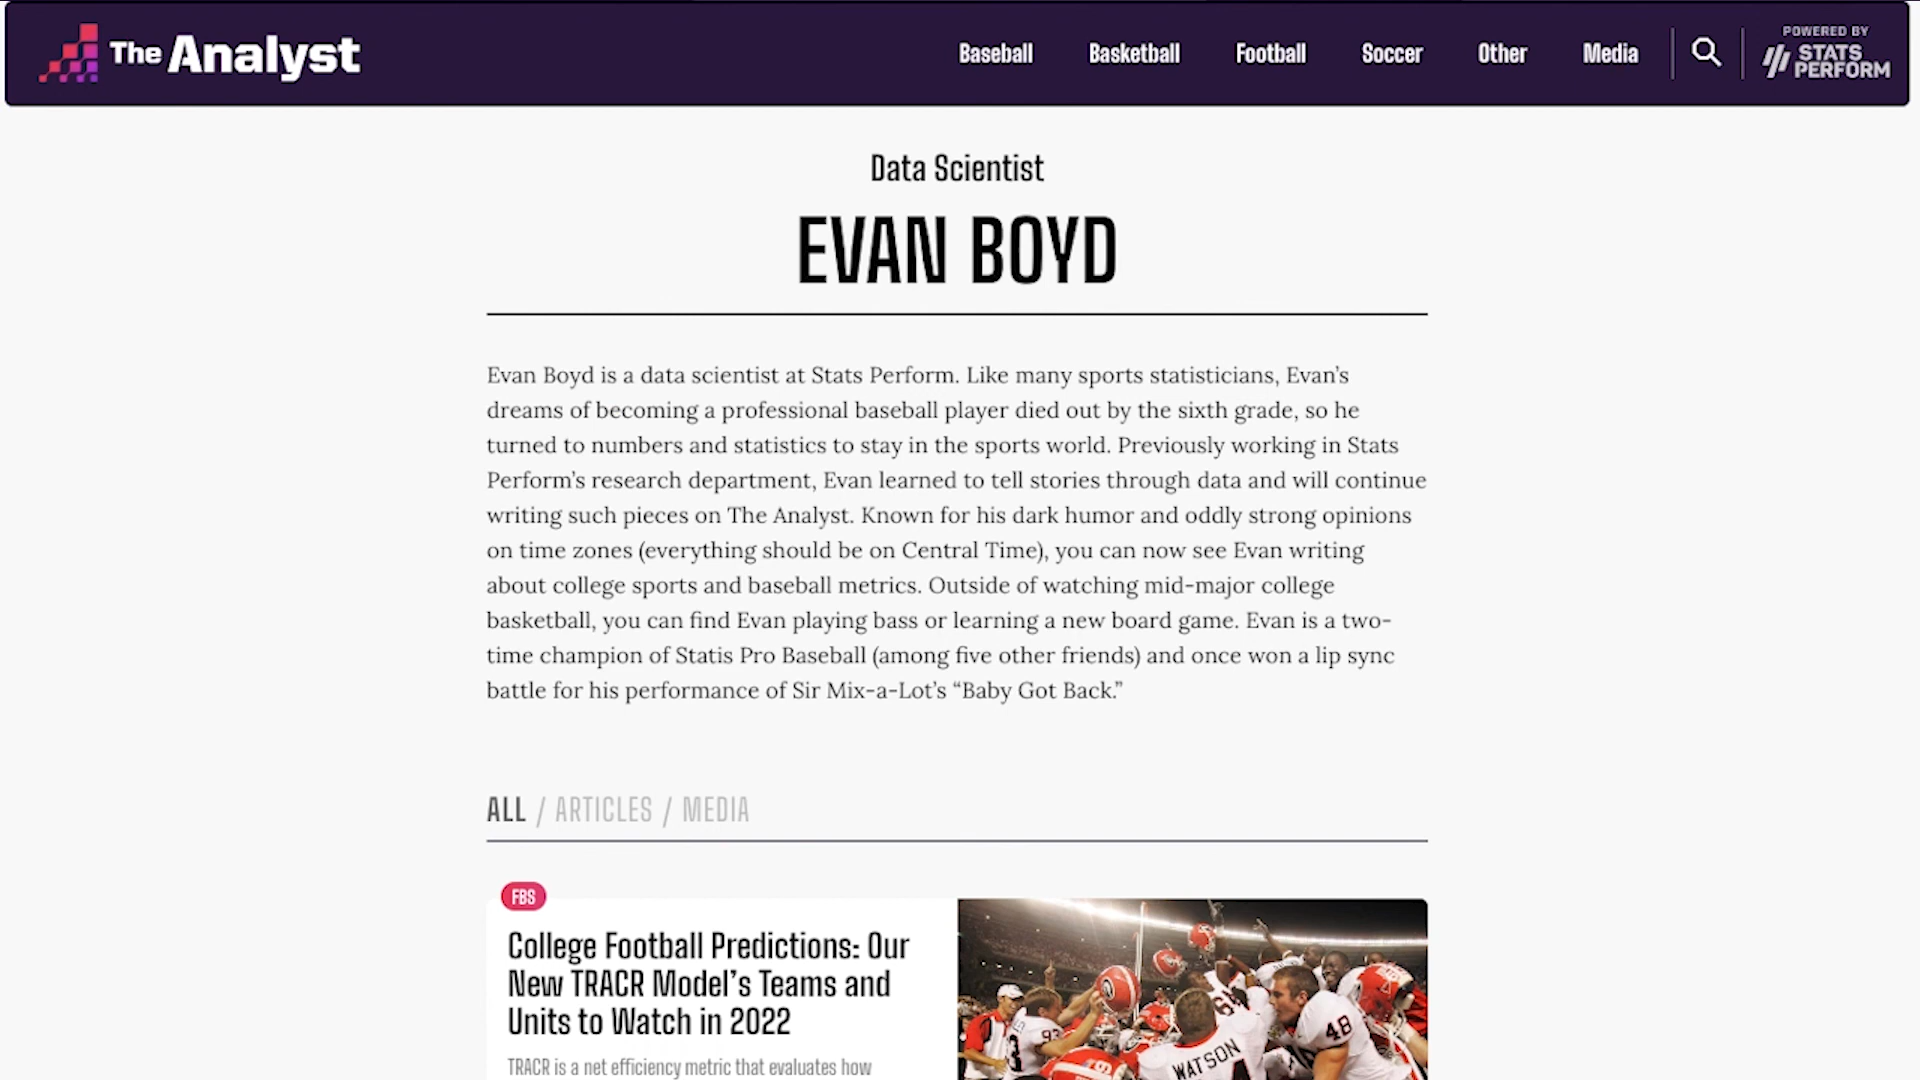 The Analyst
Baseball
Basketball
Football
Soccer
Other
Media
POWERED BY
STATS
PERFORM
Data Scientist
EVAN BOYD
Evan Boyd is a data scientist at Stats Perform. Like many sports statisticians, Evan’s
dreams of becoming a professional baseball player died out by the sixth grade, so he
turned to numbers and statistics to stay in the sports world. Previously working in Stats
Perform’s research department, Evan learned to tell stories through data and will continue
writing such pieces on The Analyst. Known for his dark humor and oddly strong opinions
on time zones (everything should be on Central Time), you can now see Evan writing
about college sports and baseball metrics. Outside of watching mid-major college
basketball, you can find Evan playing bass or learning a new board game. Evan is a two-
time champion of Statis Pro Baseball (among five other friends) and once won a lip sync
battle for his performance of Sir Mix-a-Lot’s “Baby Got Back.”
ALL / ARTICLES / MEDIA
FBS
College Football Predictions: Our
New TRACR Model’s Teams and
Units to Watch in 2022
TRACR is a net efficiency metric that evaluates how
93
48
WATSON